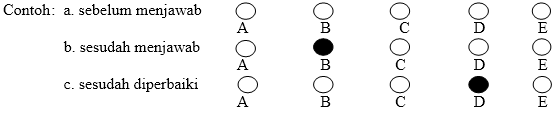 Contoh: a. sebelum menjawab
A B C D E
b. sesudah menjawab
A B C D E
c. sesudah diperbaiki
A B C D E